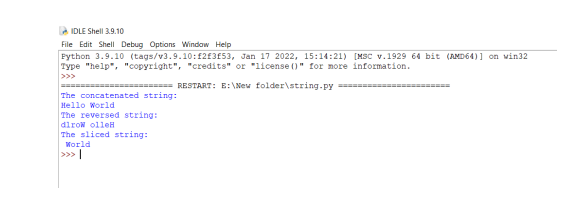 IDLE Shell 3.9.10
File Edit Shell Debug Options Window Help
Python 3.9.10 (tags/v3.9.10:f2f3f53, Jan 17 2022, 15:14:21) [MSC v.1929 64 bit (AMD64)] on win32
Type "help", "copyright", "credits" or "license()" for more information.
>>>
======================= RESTART: E:\New folder\string.py =======================
The concatenated string:
Hello World
The reversed string:
dlroW olleH
The sliced string:
 World
>>>